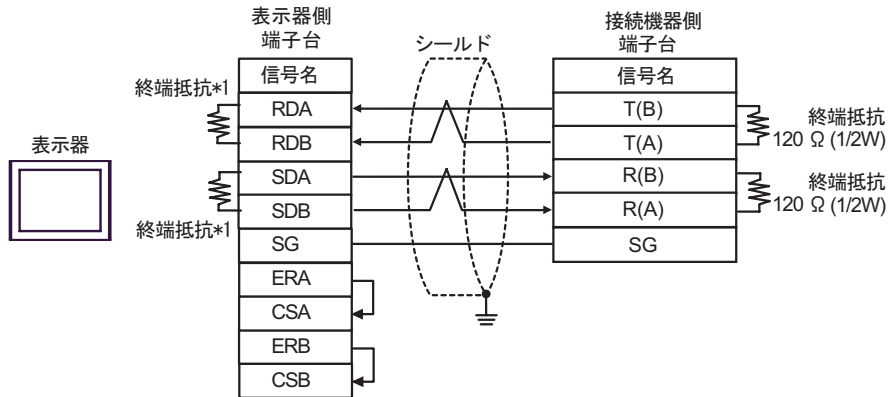 表示器側
端子台
シールド
接続機器側
端子台
信号名
信号名
終端抵抗*1
RDA
T(B)
終端抵抗
120 Ω (1/2W)
RDB
T(A)
表示器
SDA
R(B)
終端抵抗
120 Ω (1/2W)
SDB
R(A)
終端抵抗*1
SG
SG
ERA
CSA
ERB
CSB